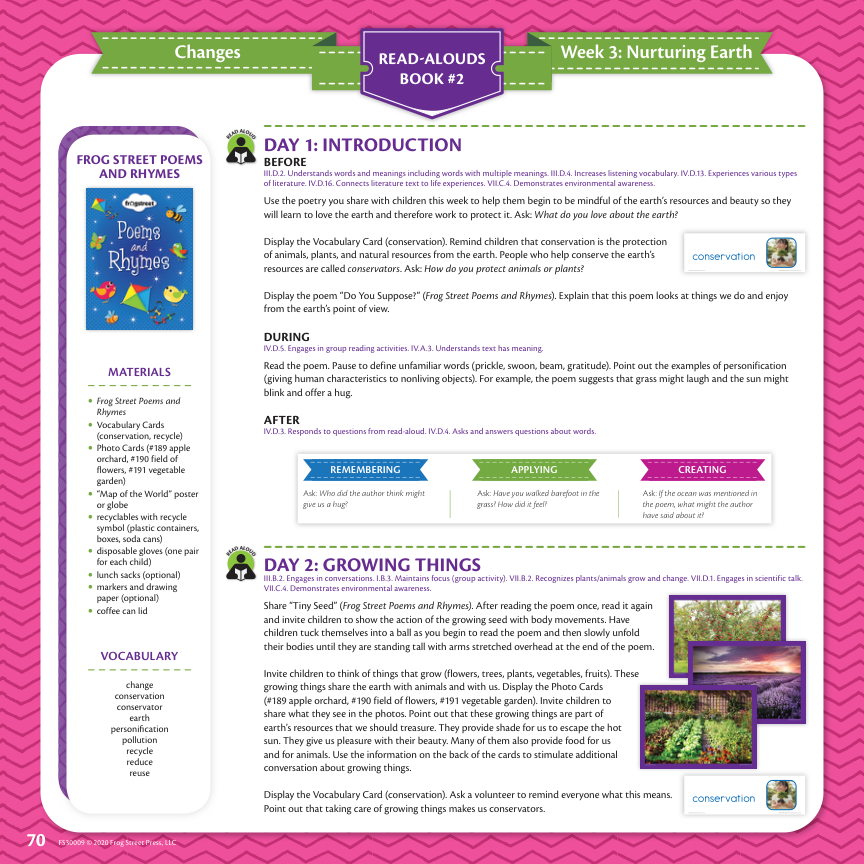 Changes
READ-ALOUDS
BOOK #2
Week 3: Nurturing Earth
FROG STREET POEMS
AND RHYMES
frogstreet
Poems
and
Rhymes
MATERIALS
• Frog Street Poems and
Rhymes
• Vocabulary Cards
(conservation, recycle)
• Photo Cards (#189 apple
orchard, #190 field of
flowers, #191 vegetable
garden)
• "Map of the World" poster
or globe
• recyclables with recycle
symbol (plastic containers,
boxes, soda cans)
• disposable gloves (one pair
for each child)
• lunch sacks (optional)
• markers and drawing
paper (optional)
• coffee can lid
VOCABULARY
change
conservation
conservator
earth
personification
pollution
recycle
reduce
reuse
READ ALOUD
DAY 1: INTRODUCTION
BEFORE
III.D.2. Understands words and meanings including words with multiple meanings. III.D.4. Increases listening vocabulary. IV.D.13. Experiences various types
of literature. IV.D.16. Connects literature text to life experiences. VII.C.4. Demonstrates environmental awareness.
Use the poetry you share with children this week to help them begin to be mindful of the earth's resources and beauty so they
will learn to love the earth and therefore work to protect it. Ask: What do you love about the earth?
Display the Vocabulary Card (conservation). Remind children that conservation is the protection
of animals, plants, and natural resources from the earth. People who help conserve the earth's
resources are called conservators. Ask: How do you protect animals or plants?
conservation
Display the poem "Do You Suppose?" (Frog Street Poems and Rhymes). Explain that this poem looks at things we do and enjoy
from the earth's point of view.
DURING
IV.D.5. Engages in group reading activities. IV.A.3. Understands text has meaning.
Read the poem. Pause to define unfamiliar words (prickle, swoon, beam, gratitude). Point out the examples of personification
(giving human characteristics to nonliving objects). For example, the poem suggests that grass might laugh and the sun might
blink and offer a hug.
AFTER
IV.D.3. Responds to questions from read-aloud. IV.D.4. Asks and answers questions about words.
REMEMBERING
Ask: Who did the author think might
give us a hug?
APPLYING
Ask: Have you walked barefoot in the
grass? How did it feel?
CREATING
Ask: If the ocean was mentioned in
the poem, what might the author
have said about it?
READ ALOUD
DAY 2: GROWING THINGS
III.B.2. Engages in conversations. I.B.3. Maintains focus (group activity). VII.B.2. Recognizes plants/animals grow and change. VII.D.1. Engages in scientific talk.
VII.C.4. Demonstrates environmental awareness.
Share "Tiny Seed" (Frog Street Poems and Rhymes). After reading the poem once, read it again
and invite children to show the action of the growing seed with body movements. Have
children tuck themselves into a ball as you begin to read the poem and then slowly unfold
their bodies until they are standing tall with arms stretched overhead at the end of the poem.
Invite children to think of things that grow (flowers, trees, plants, vegetables, fruits). These
growing things share the earth with animals and with us. Display the Photo Cards
(#189 apple orchard, #190 field of flowers, #191 vegetable garden). Invite children to
share what they see in the photos. Point out that these growing things are part of
earth's resources that we should treasure. They provide shade for us to escape the hot
sun. They give us pleasure with their beauty. Many of them also provide food for us
and for animals. Use the information on the back of the cards to stimulate additional
conversation about growing things.
Display the Vocabulary Card (conservation). Ask a volunteer to remind everyone what this means.
Point out that taking care of growing things makes us conservators.
conservation
70 FS30009 © 2020 Frog Street Press, LLC